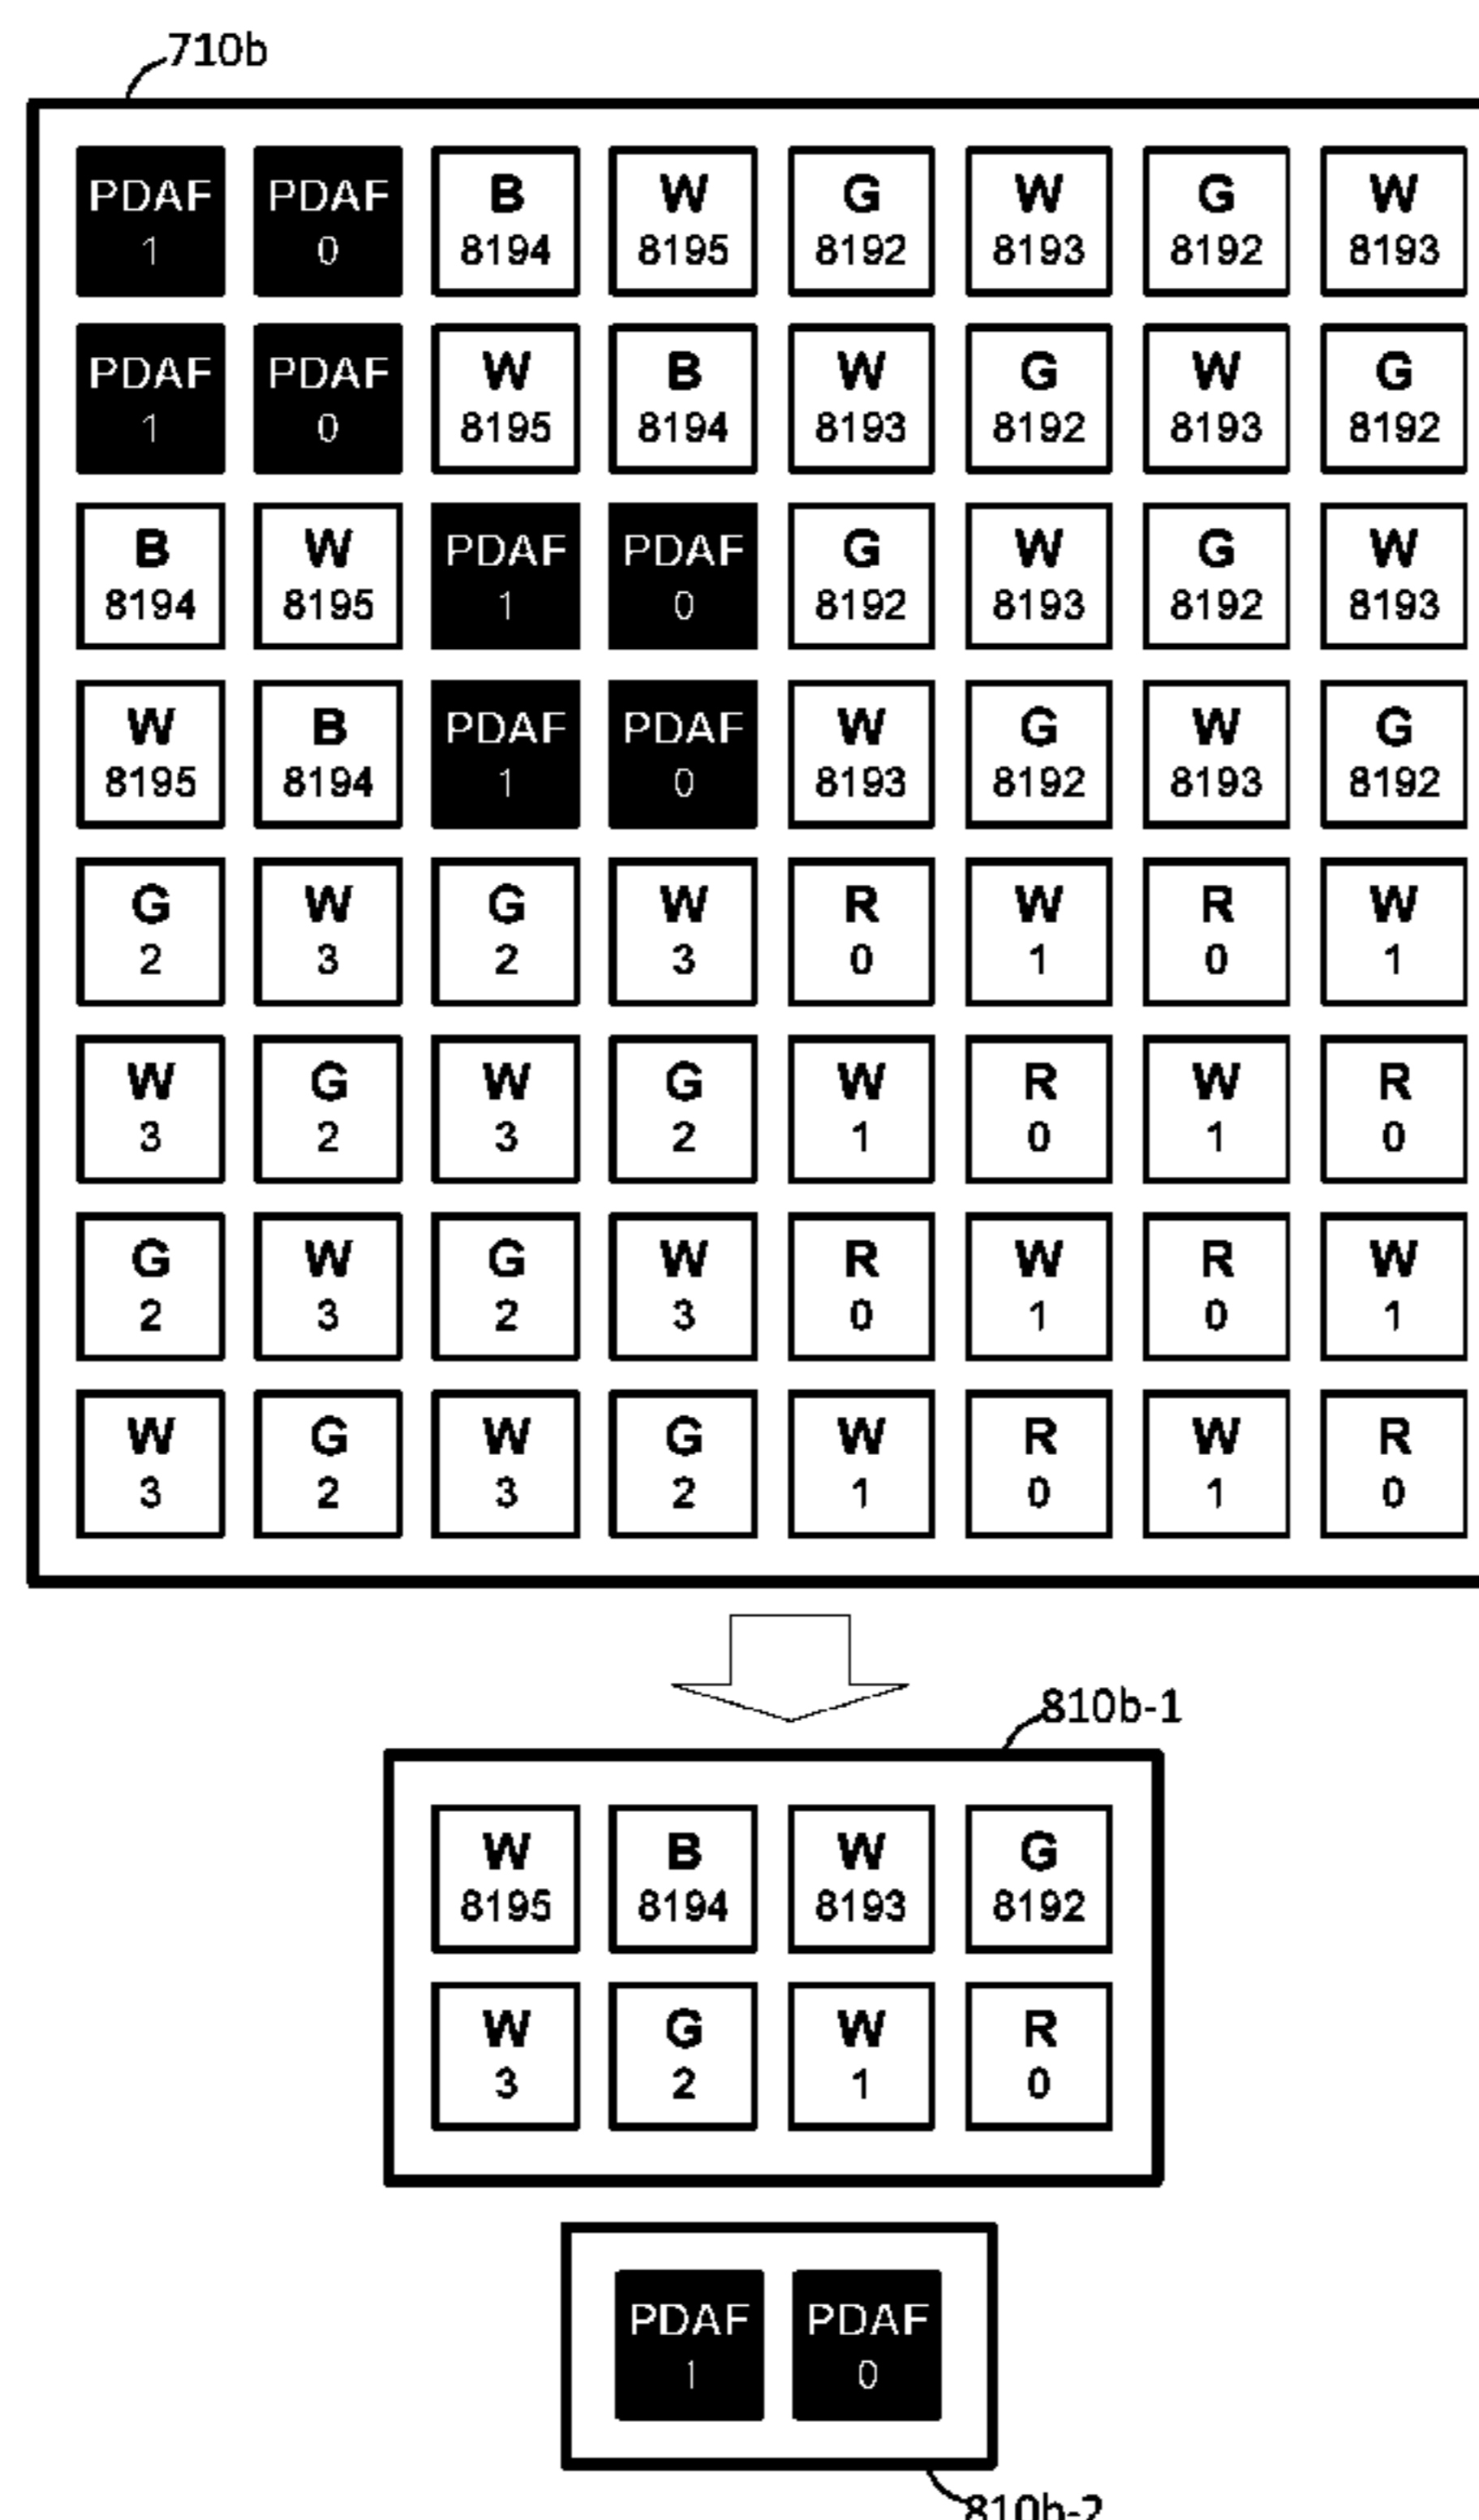 710b
PDAF PDAF B W G W G W
1 0 8194 8195 8192 8193 8192 8193
PDAF PDAF W B W G W G
1 0 8195 8194 8193 8192 8193 8192
B W PDAF PDAF G W G W
8194 8195 1 0 8192 8193 8192 8193
W B PDAF PDAF W G W G
8195 8194 1 0 8193 8192 8193 8192
G W G W R W R W
2 3 2 3 0 1 0 1
W G W G W R W R
3 2 3 2 1 0 1 0
G W G W R W R W
2 3 2 3 0 1 0 1
W G W G W R W R
3 2 3 2 1 0 1 0
810b-1
W B W G
8195 8194 8193 8192
W G W R
3 2 1 0
PDAF PDAF
1 0
810b-2